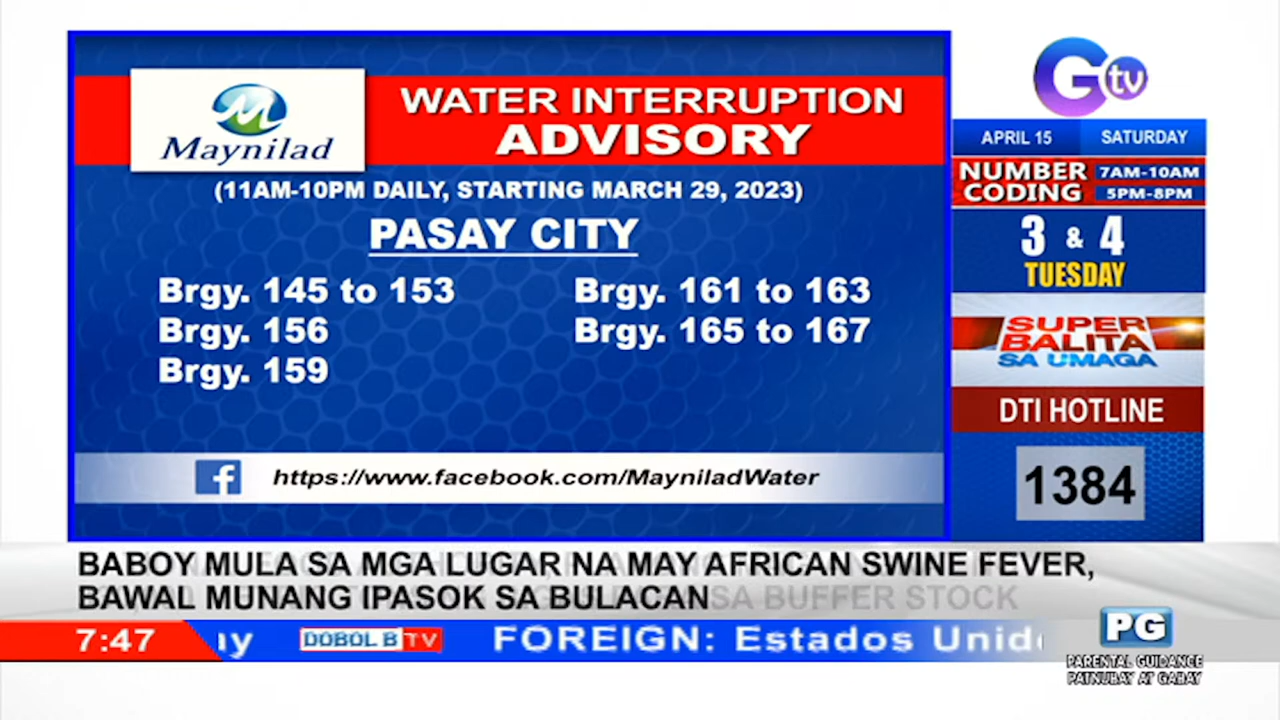 Maynilad
WATER INTERRUPTION
ADVISORY
(11AM-10PM DAILY, STARTING MARCH 29, 2023)
PASAY CITY
Brgy. 145 to 153
Brgy. 156
Brgy. 159
Brgy. 161 to 163
Brgy. 165 to 167
https://www.facebook.com/MayniladWater
Gtv
APRIL 15 SATURDAY
NUMBER CODING
7AM-10AM
5PM-8PM
3 & 4
TUESDAY
SUPER
BALITA
SA UMAGA
DTI HOTLINE
1384
BABOY MULA SA MGA LUGAR NA MAY AFRICAN SWINE FEVER,
BAWAL MUNANG IPASOK SA BULACAN
SA BUFFER STOCK
7:47
DOBOL B TV FOREIGN: Estados Unid
PG
PARENTAL GUIDANCE
PATNUBAY AT GABAY